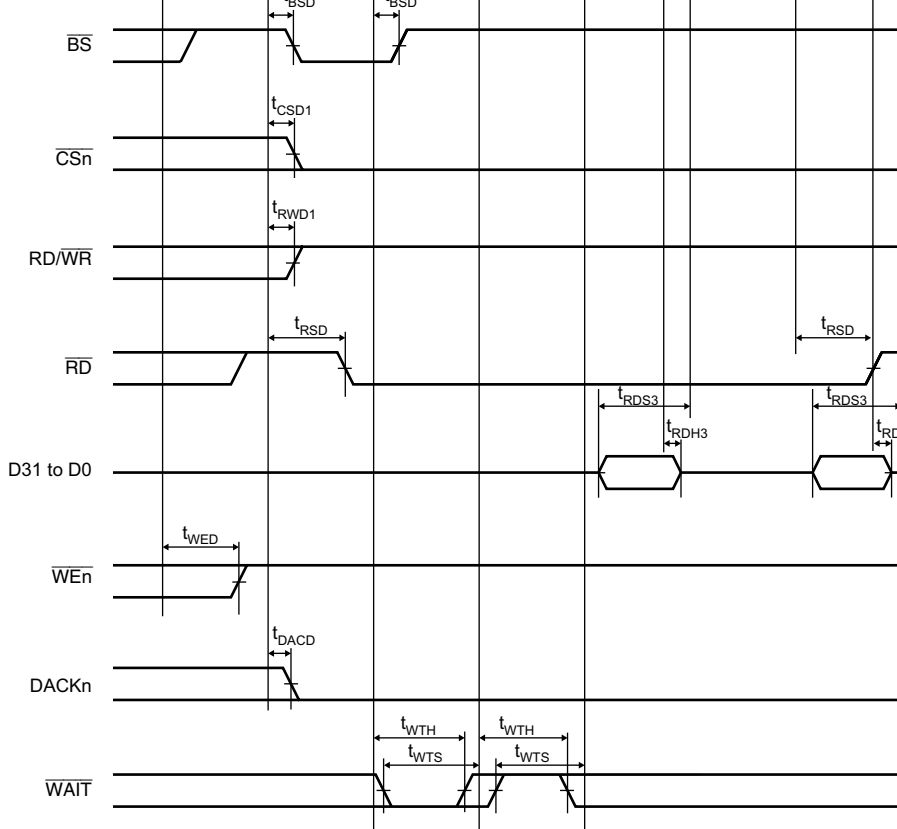 tBSD tBSD
BS
tCSD1
CSn
tRWD1
RD/WR
tRSD tRSD
RD
tRDS3 tRDS3
tRDH3
D31 to D0
tWED
WEn
tDACD
DACKn
tWTH tWTH
tWTS tWTS
WAIT